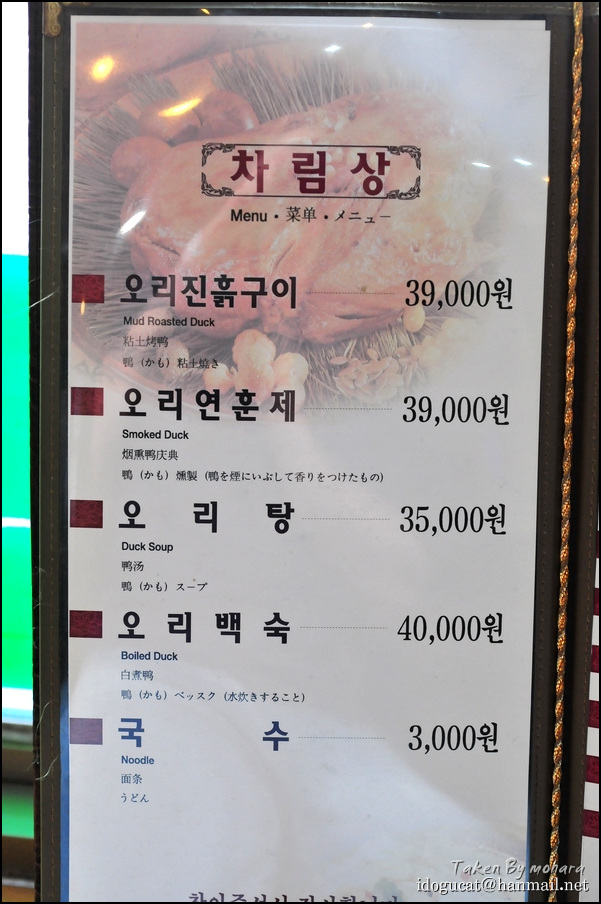 차림상
Menu • 菜单 • メニュー
오리진흙구이 39,000원
Mud Roasted Duck
粘土烤鸭
鴨（かも）粘土焼き
오리연훈제 39,000원
Smoked Duck
烟熏鸭庆典
鴨（かも）燻製（鴨を煙にいぶして香りをつけたもの）
오리탕 35,000원
Duck Soup
鸭汤
鴨（かも）スープ
오리백숙 40,000원
Boiled Duck
白煮鸭
鴨（かも）ベッスク（水炊きすること）
국수 3,000원
Noodle
面条
うどん
Taken By mohara
idogucat@hanmail.net